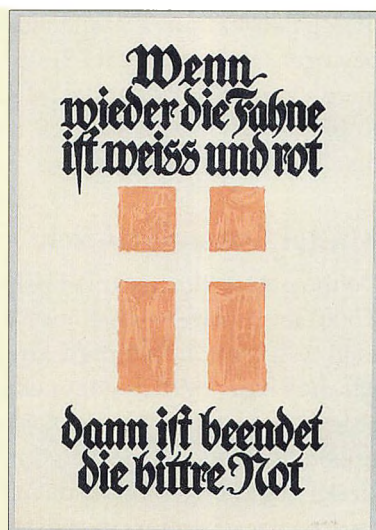 Wenn
wieder die Fahne
ist weiss und rot
dann ist beendet
die bittre Not